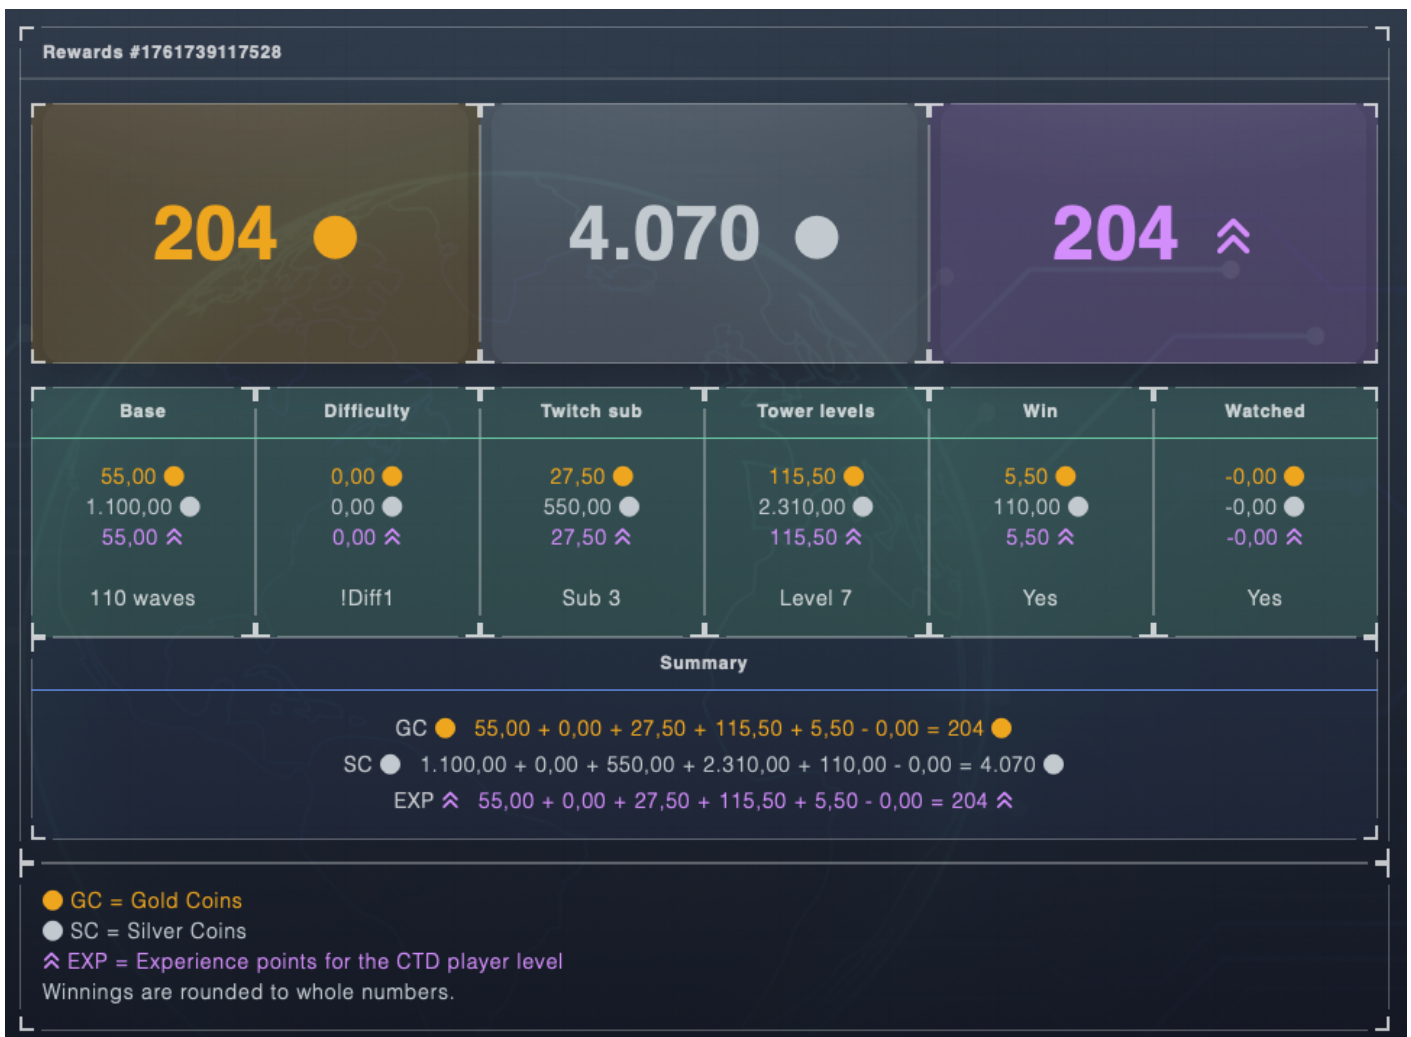 Rewards #1761739117528
204
4.070
204
Base
Difficulty
Twitch sub
Tower levels
Win
Watched
55,00
0,00
27,50
115,50
5,50
-0,00
1.100,00
0,00
550,00
2.310,00
110,00
-0,00
55,00
0,00
27,50
115,50
5,50
-0,00
110 waves
!Diff1
Sub 3
Level 7
Yes
Yes
Summary
GC 55,00 + 0,00 + 27,50 + 115,50 + 5,50 - 0,00 = 204
SC 1.100,00 + 0,00 + 550,00 + 2.310,00 + 110,00 - 0,00 = 4.070
EXP 55,00 + 0,00 + 27,50 + 115,50 + 5,50 - 0,00 = 204
GC = Gold Coins
SC = Silver Coins
EXP = Experience points for the CTD player level
Winnings are rounded to whole numbers.